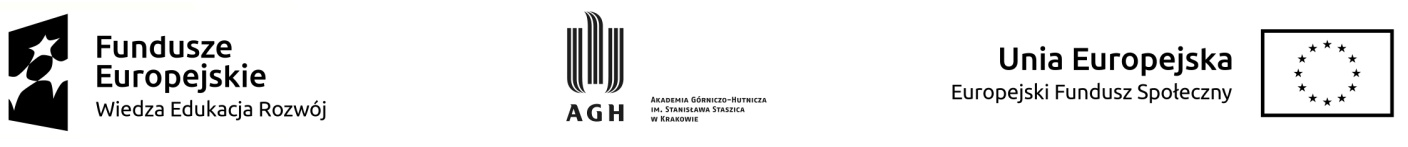 Fundusze
Europejskie
Wiedza Edukacja Rozwój
AGH
Akademia Górniczo-Hutnicza
im. Stanisława Staszica
w Krakowie
Unia Europejska
Europejski Fundusz Społeczny